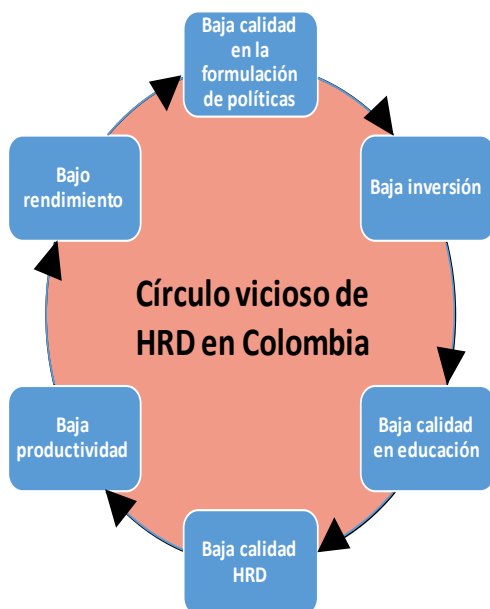 Baja calidad
en la
formulación
de políticas
Baja inversión
Baja calidad
en educación
Baja calidad
HRD
Baja
productividad
Bajo
rendimiento
Círculo vicioso de
HRD en Colombia